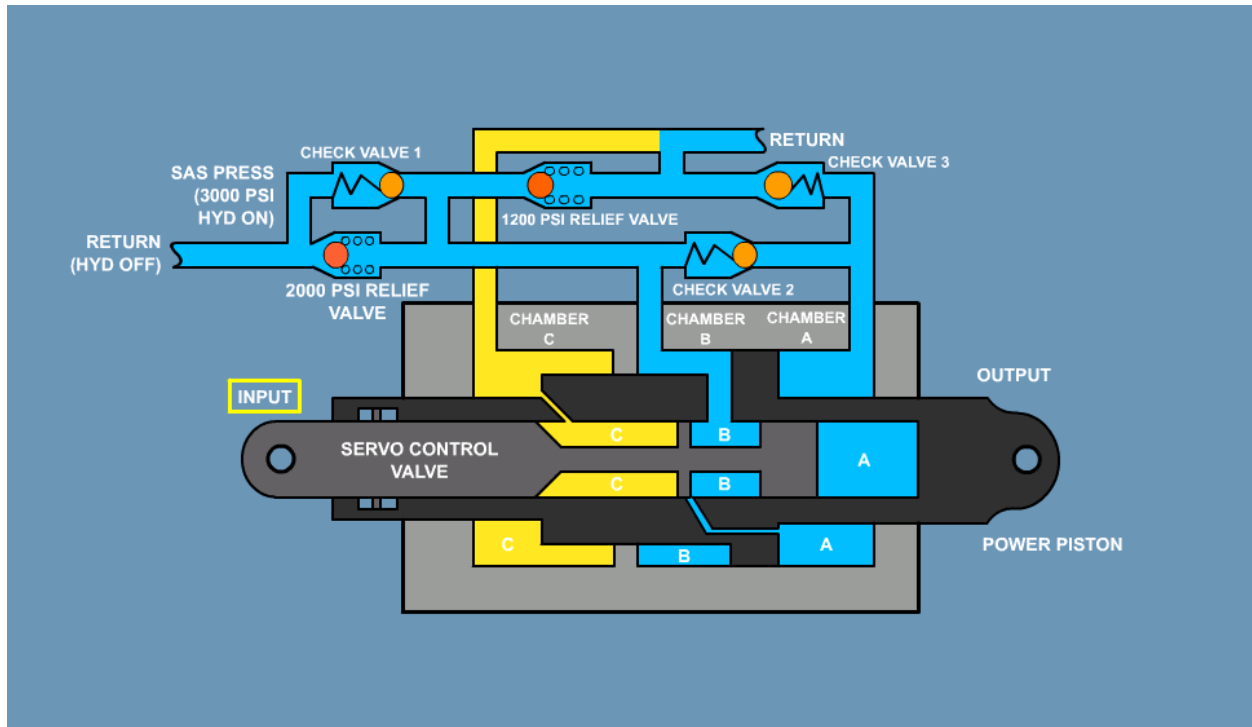 RETURN
CHECK VALVE 1
CHECK VALVE 3
SAS PRESS
(3000 PSI
HYD ON)
1200 PSI RELIEF VALVE
RETURN
(HYD OFF)
2000 PSI RELIEF
VALVE
CHECK VALVE 2
CHAMBER
C
CHAMBER
B
CHAMBER
A
INPUT
OUTPUT
SERVO CONTROL
VALVE
C
B
A
C
B
C
B
A
POWER PISTON